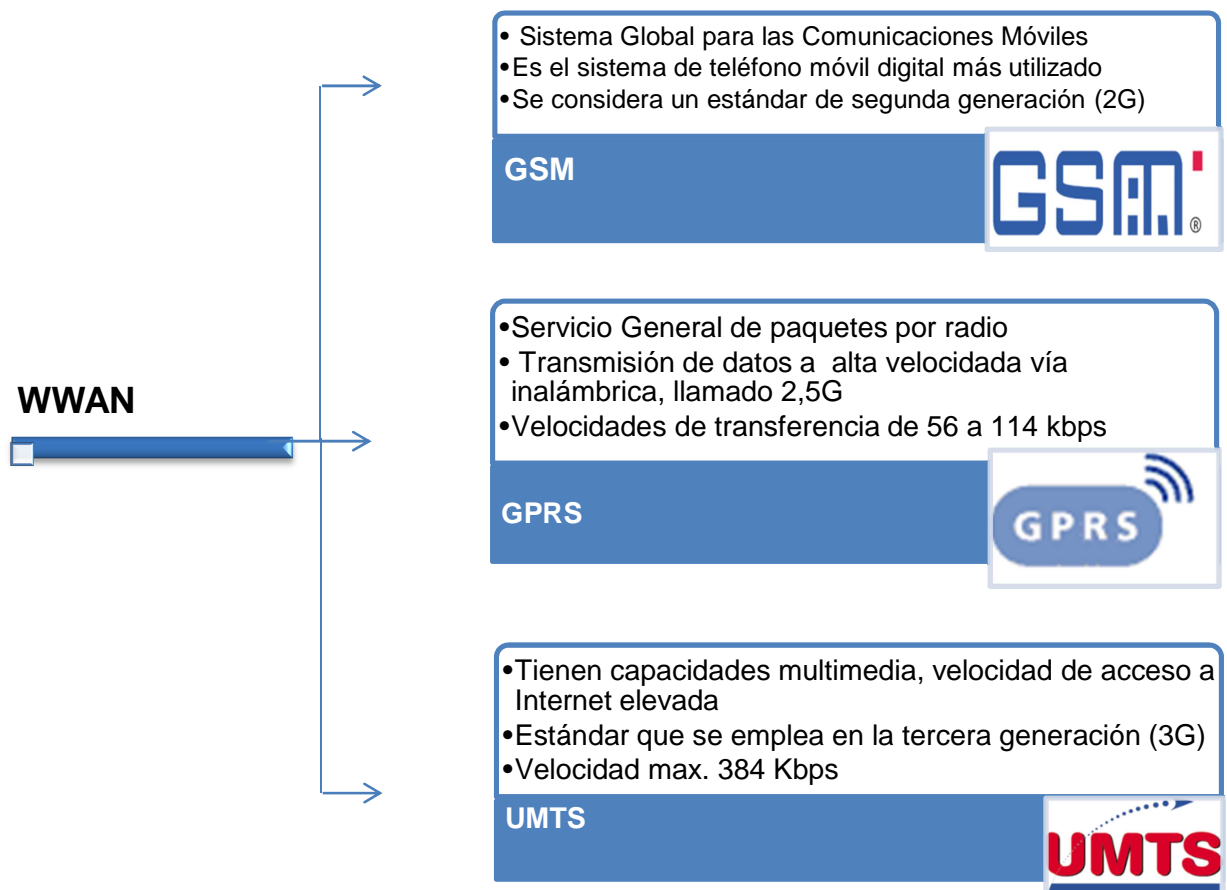 • Sistema Global para las Comunicaciones Móviles
•Es el sistema de teléfono móvil digital más utilizado
•Se considera un estándar de segunda generación (2G)
GSM
GSM
®
•Servicio General de paquetes por radio
• Transmisión de datos a alta velocidada vía
inalámbrica, llamado 2,5G
•Velocidades de transferencia de 56 a 114 kbps
WWAN
GPRS
GPRS
•Tienen capacidades multimedia, velocidad de acceso a
Internet elevada
•Estándar que se emplea en la tercera generación (3G)
•Velocidad max. 384 Kbps
UMTS
UMTS